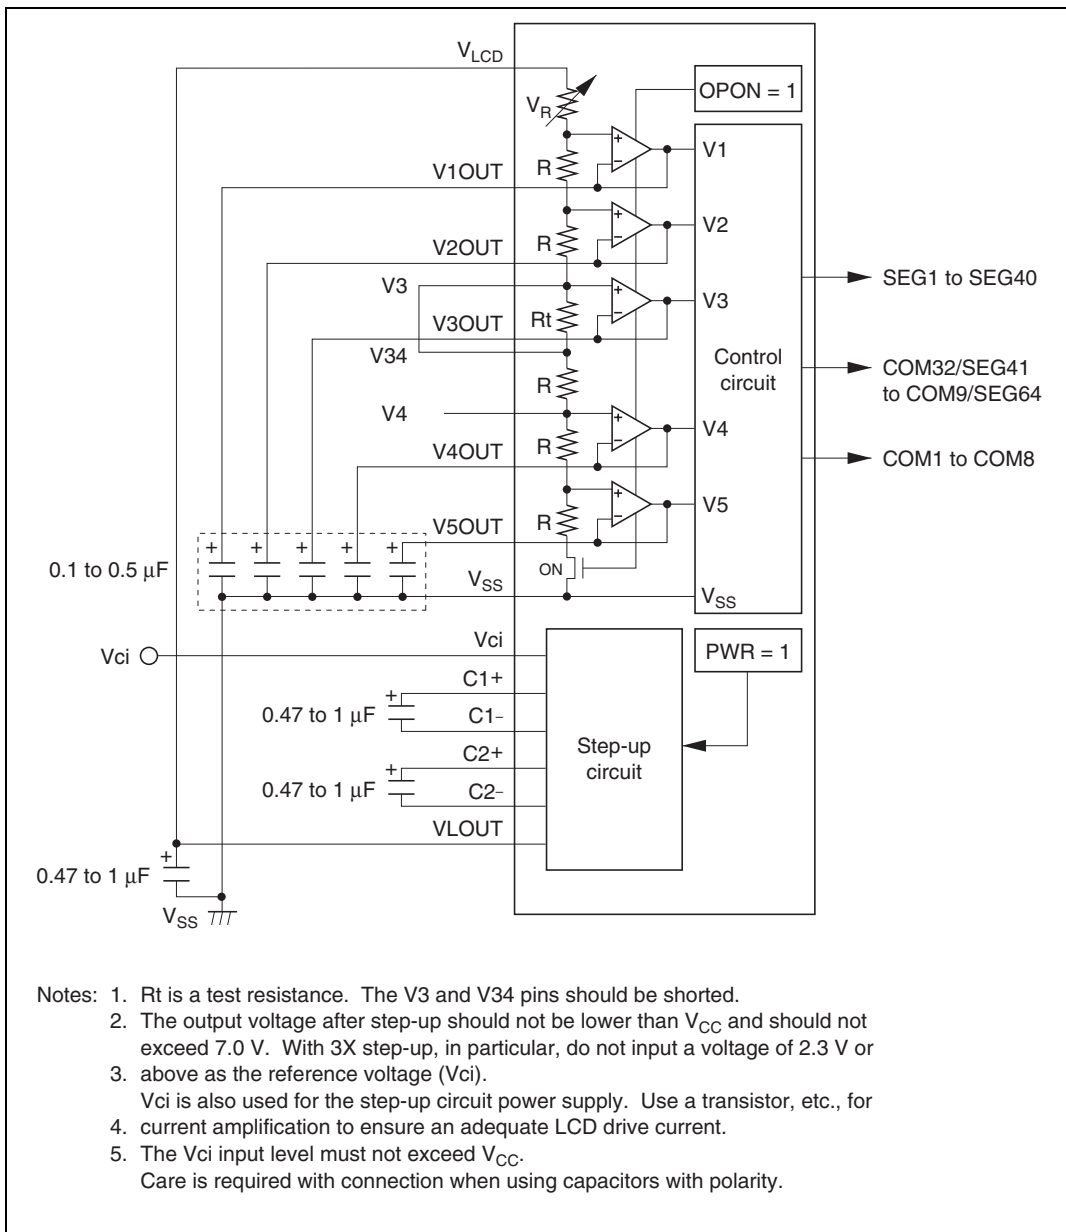 VLCD
VR
OPON = 1
+
−
V1
R
V1OUT
+
−
V2
R
V2OUT
V3
+
−
V3
Rt
V3OUT
V34
R
V4
+
−
V4
R
V4OUT
+
−
V5
R
V5OUT
ON
VSS
VSS
Control
circuit
SEG1 to SEG40
COM32/SEG41
to COM9/SEG64
COM1 to COM8
+ + + + +
0.1 to 0.5 μF
Vci
Vci
PWR = 1
C1+
+
0.47 to 1 μF
C1−
C2+
+
0.47 to 1 μF
C2−
Step-up
circuit
VLOUT
+
0.47 to 1 μF
VSS
Notes: 1. Rt is a test resistance. The V3 and V34 pins should be shorted.
2. The output voltage after step-up should not be lower than VCC and should not
exceed 7.0 V. With 3X step-up, in particular, do not input a voltage of 2.3 V or
3. above as the reference voltage (Vci).
Vci is also used for the step-up circuit power supply. Use a transistor, etc., for
4. current amplification to ensure an adequate LCD drive current.
5. The Vci input level must not exceed VCC.
Care is required with connection when using capacitors with polarity.